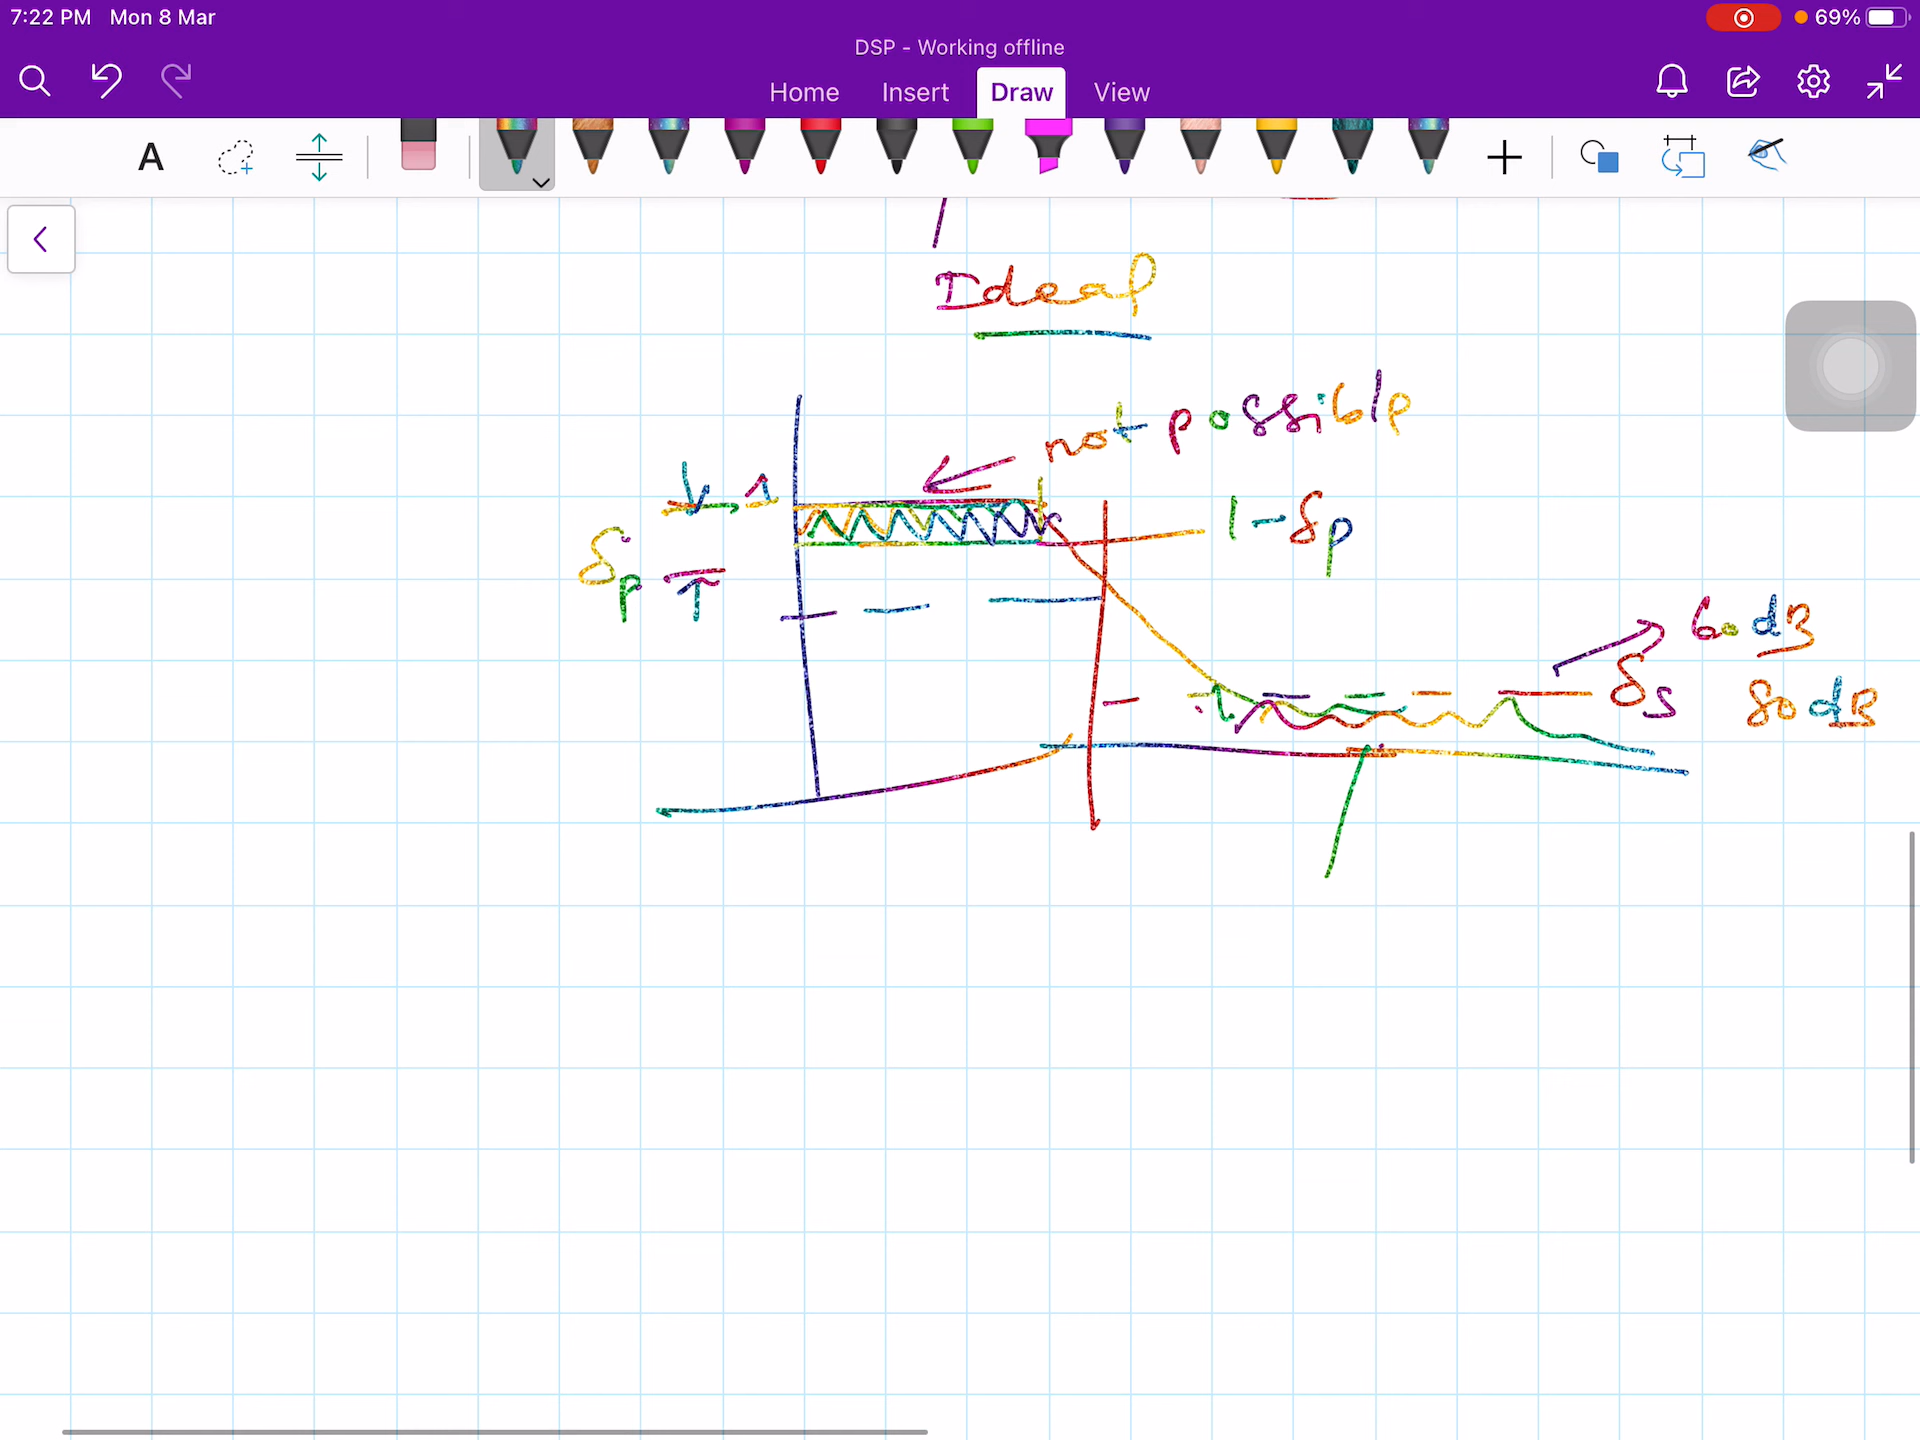 7:22 PM Mon 8 Mar
69%
DSP - Working offline
Home Insert Draw View
A
Ideal
not possible
1
1-δp
δp
60 dB
δs
80 dB